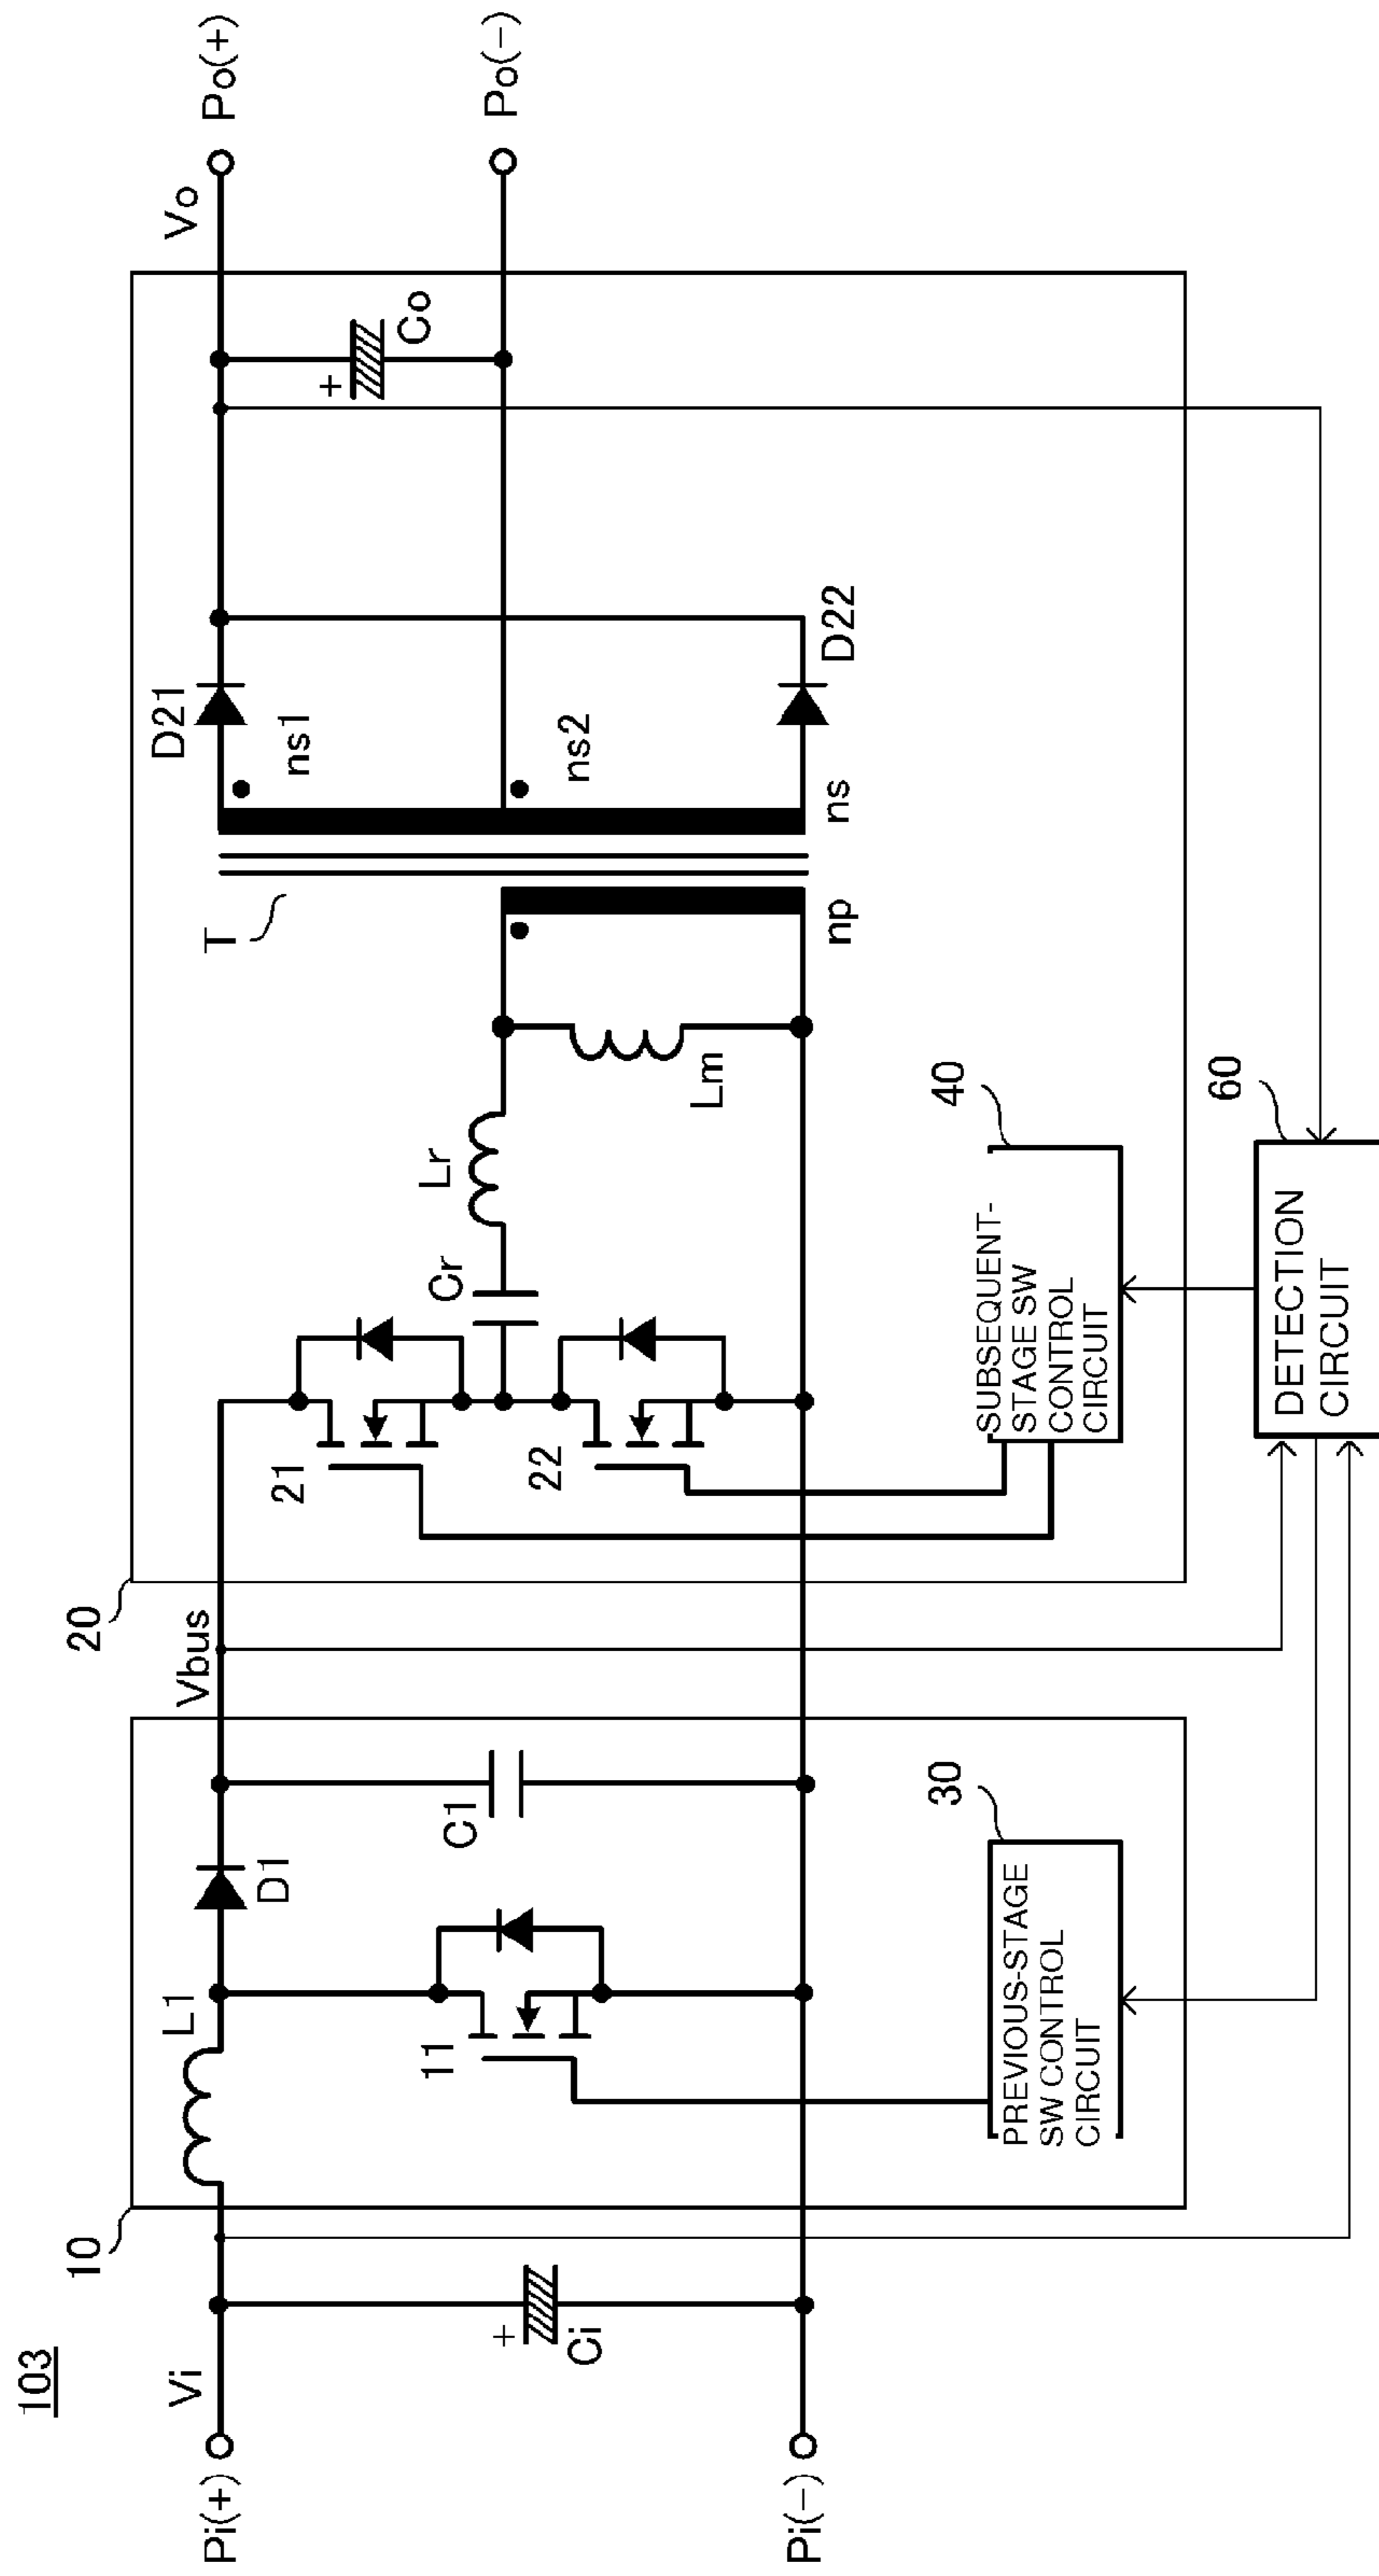 103
Pi(+)
Vi
10
L1
D1
Vbus
20
D21
T
Vo
Po(+)
ns1
21
Cr
Lr
Co
+
Po(-)
ns2
+
Ci
11
C1
22
Lm
np
ns
D22
Pi(-)
30
PREVIOUS-STAGE
SW CONTROL
CIRCUIT
40
SUBSEQUENT-
STAGE SW
CONTROL
CIRCUIT
60
DETECTION
CIRCUIT